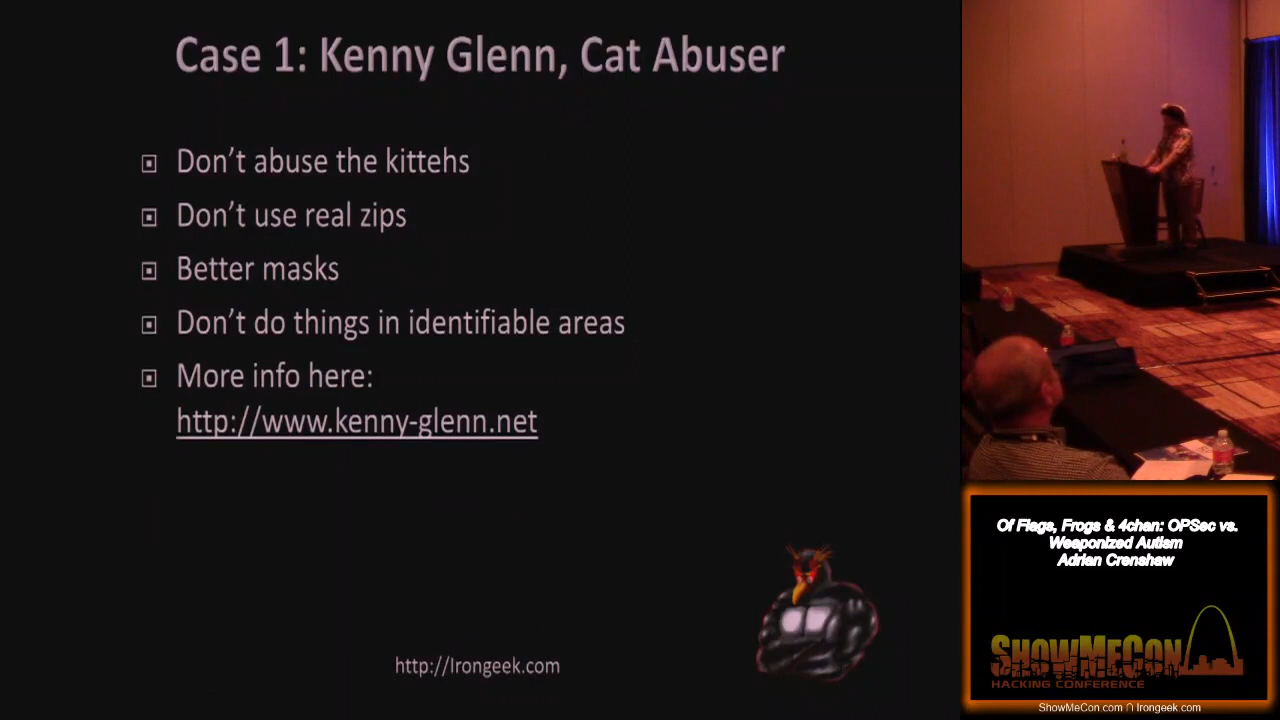 Case 1: Kenny Glenn, Cat Abuser
Don't abuse the kittehs
Don't use real zips
Better masks
Don't do things in identifiable areas
More info here:
http://www.kenny-glenn.net
http://Irongeek.com
Of Flags, Frogs & 4chan: OPSec vs.
Weaponized Autism
Adrian Crenshaw
SHOWMECON
HACKING CONFERENCE
ShowMeCon.com ∩ Irongeek.com